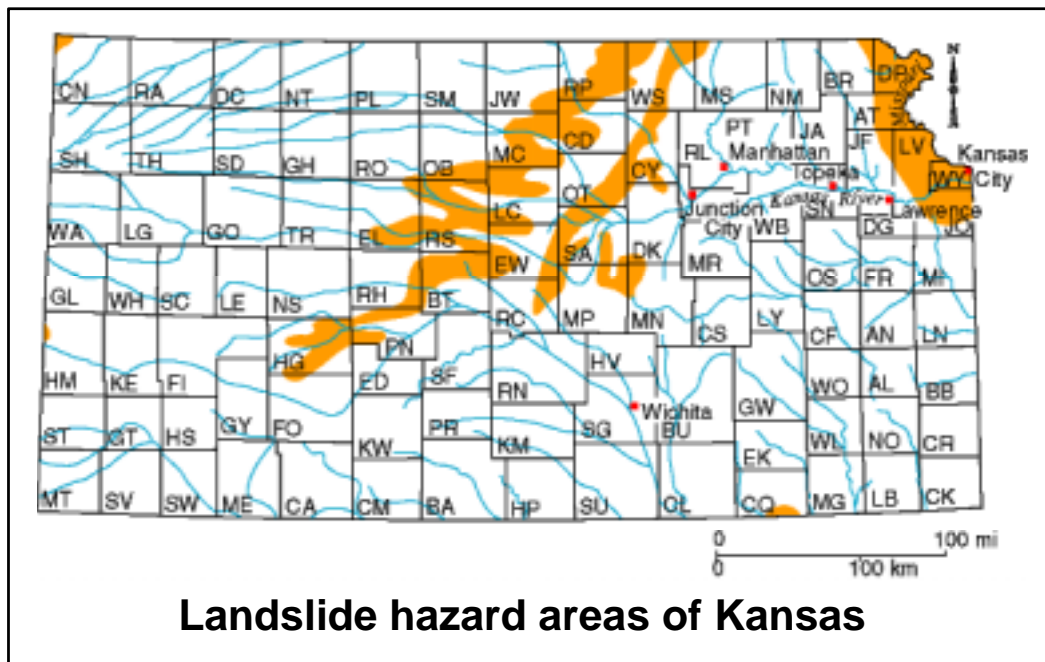 N
CN RA DC NT PL SM JW RP WS MS NM BR DP
AT
PT JA JF LV Kansas
SH TH SD GH RO OB MC CD CY RL Manhattan
Topeka WY City
OT Junction Kansas River
City SN Lawrence
WA LG GO TR EL RS LC WB DG JO
SA DK
EW MR OS FR MI
GL WH SC LE NS RH BT
RC MP MN CS LY CF AN LN
HG PN HV
HM KE FI ED SF RN WO AL BB
Wichita GW
ST GT HS GY FO PR SG BU WL NO CR
KW KM EK
MT SV SW ME CA CM BA HP SU CL CQ MG LB CK
0 100 mi
0 100 km
Landslide hazard areas of Kansas